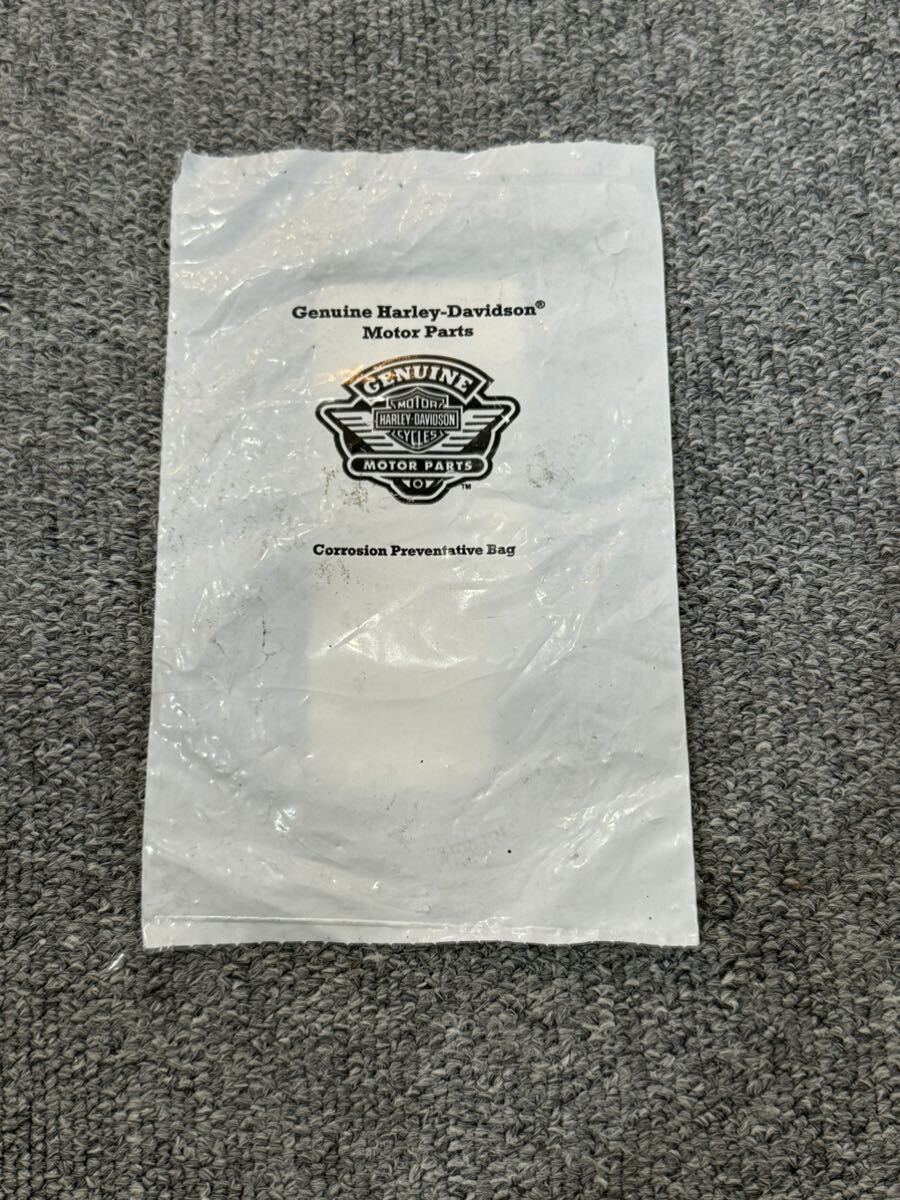 Genuine Harley-Davidson®
Motor Parts
GENUINE
MOTOR
HARLEY-DAVIDSON
CYCLES
MOTOR PARTS
TM
Corrosion Preventative Bag